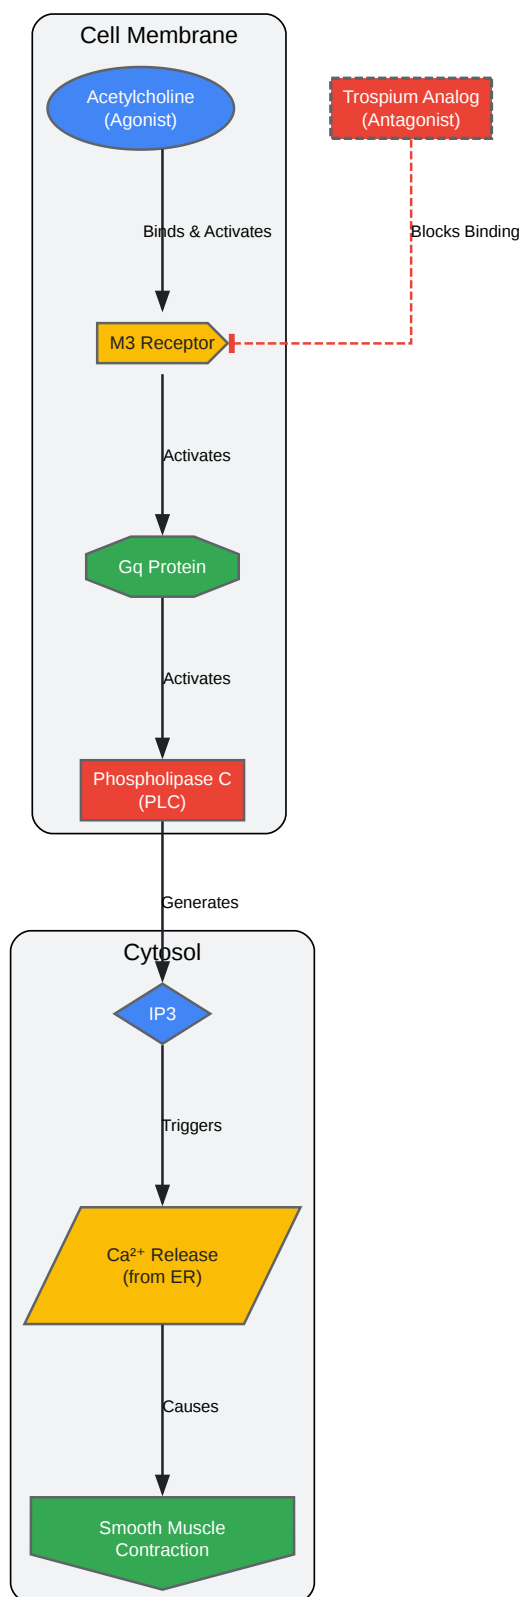 Cell Membrane
Acetylcholine
(Agonist)
Trospium Analog
(Antagonist)
Binds & Activates
Blocks Binding
M3 Receptor
Activates
Gq Protein
Activates
Phospholipase C
(PLC)
Generates
Cytosol
IP3
Triggers
Ca²⁺ Release
(from ER)
Causes
Smooth Muscle
Contraction